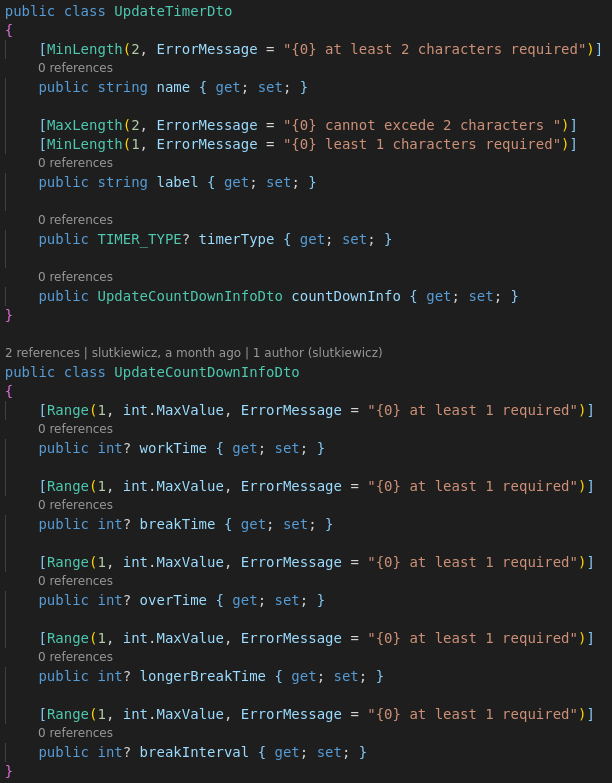 public class UpdateTimerDto
{
[MinLength(2, ErrorMessage = "{0} at least 2 characters required")]
0 references
public string name { get; set; }
[MaxLength(2, ErrorMessage = "{0} cannot excede 2 characters ")]
[MinLength(1, ErrorMessage = "{0} least 1 characters required")]
0 references
public string label { get; set; }
0 references
public TIMER_TYPE? timerType { get; set; }
0 references
public UpdateCountDownInfoDto countDownInfo { get; set; }
}
2 references | slutkiewicz, a month ago | 1 author (slutkiewicz)
public class UpdateCountDownInfoDto
{
[Range(1, int.MaxValue, ErrorMessage = "{0} at least 1 required")]
0 references
public int? workTime { get; set; }
[Range(1, int.MaxValue, ErrorMessage = "{0} at least 1 required")]
0 references
public int? breakTime { get; set; }
[Range(1, int.MaxValue, ErrorMessage = "{0} at least 1 required")]
0 references
public int? overTime { get; set; }
[Range(1, int.MaxValue, ErrorMessage = "{0} at least 1 required")]
0 references
public int? longerBreakTime { get; set; }
[Range(1, int.MaxValue, ErrorMessage = "{0} at least 1 required")]
0 references
public int? breakInterval { get; set; }
}